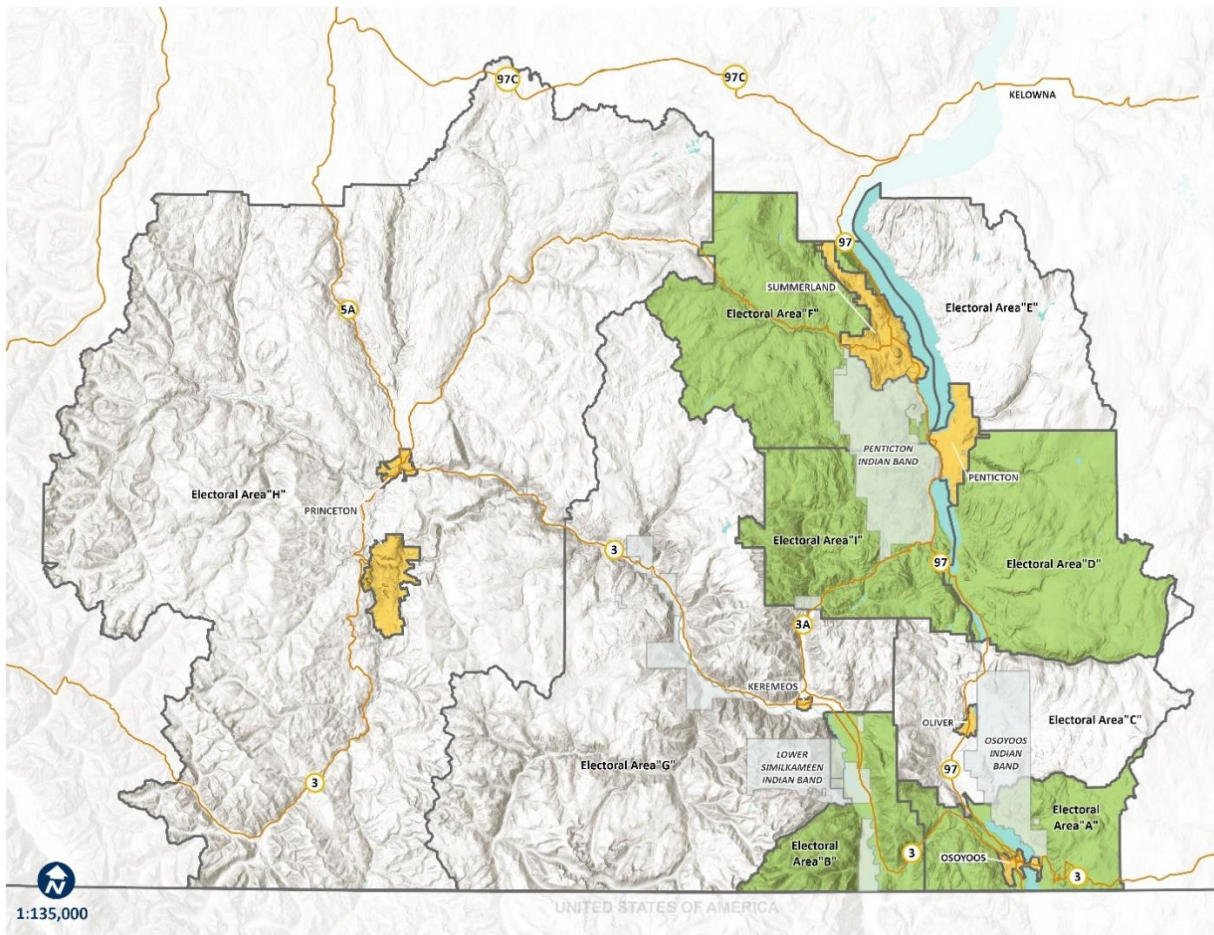 97C
97C
KELOWNA
97
SUMMERLAND
Electoral Area"E"
5A
Electoral Area"F"
PENTICTON
INDIAN BAND
PENTICTON
Electoral Area"H"
PRINCETON
3
Electoral Area"I"
97
Electoral Area"D"
3A
KEREMEOS
OLIVER
Electoral Area"C"
OSOYOOS
INDIAN
BAND
LOWER
SIMILKAMEEN
INDIAN BAND
Electoral Area"G"
97
3
Electoral
Area"A"
Electoral
Area"B"
3
OSOYOOS
3
N
1:135,000
UNITED STATES OF AMERICA